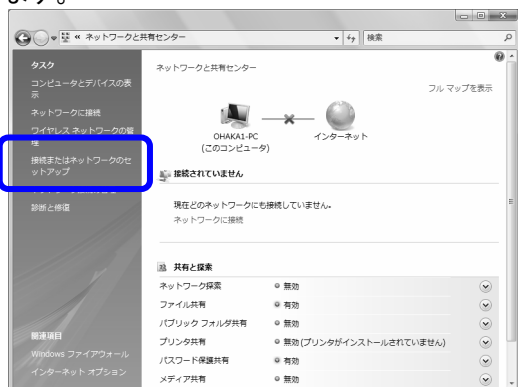 ます。
ネットワークと共有センター
検索
タスク
コンピュータとデバイスの表
示
ネットワークに接続
ワイヤレス ネットワークの管
理
接続またはネットワークのセ
ットアップ
診断と修復
関連項目
Windows ファイアウォール
インターネット オプション
ネットワークと共有センター
フル マップを表示
OHAKA1-PC
(このコンピュータ)
インターネット
接続されていません
現在どのネットワークにも接続していません。
ネットワークに接続
共有と探索
ネットワーク探索 無効
ファイル共有 有効
パブリック フォルダ共有 無効
プリンタ共有 無効 (プリンタがインストールされていません)
パスワード保護共有 有効
メディア共有 無効